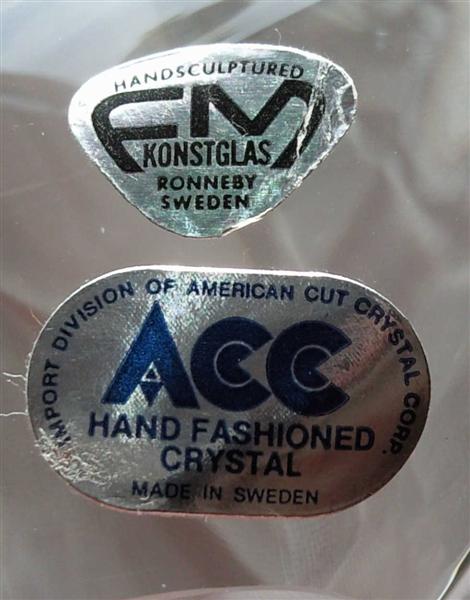 HANDSCULPTURED
FM
KONSTGLAS
RONNEBY
SWEDEN
IMPORT DIVISION OF AMERICAN CUT CRYSTAL CORP.
ACC
HAND FASHIONED
CRYSTAL
MADE IN SWEDEN